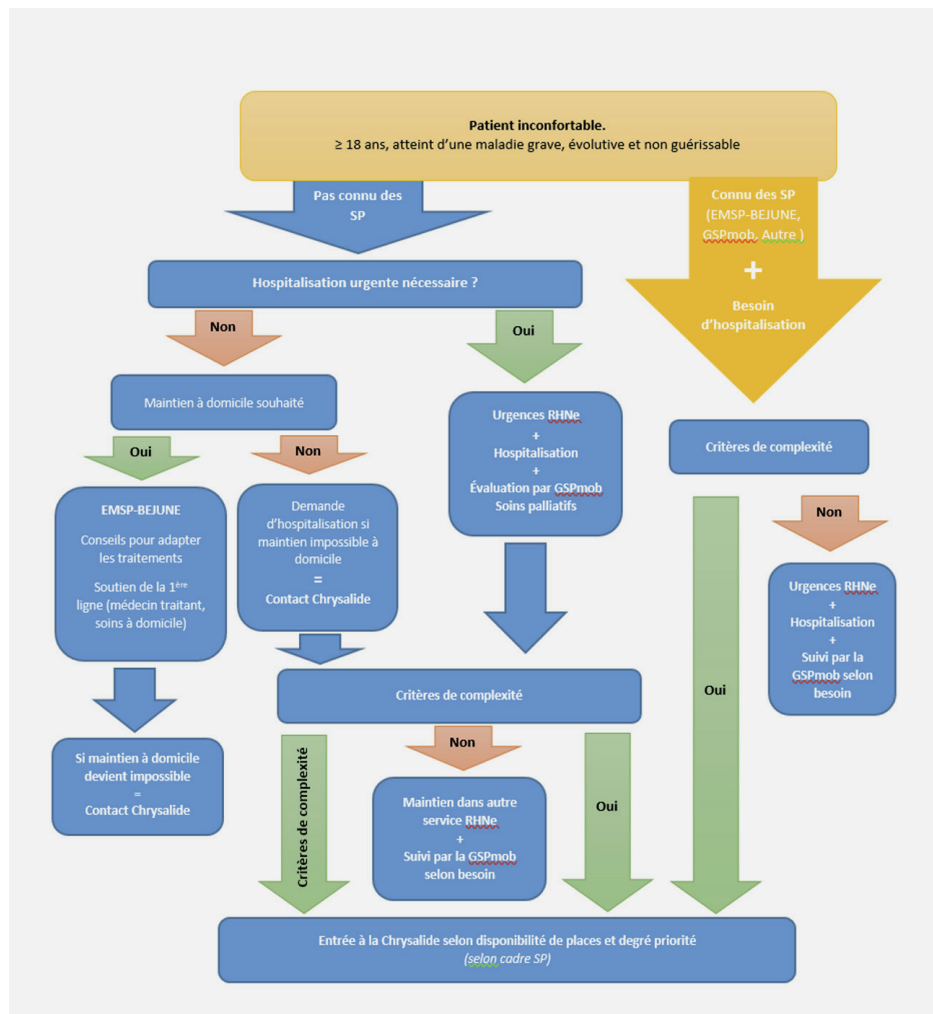 Patient inconfortable.
≥ 18 ans, atteint d'une maladie grave, évolutive et non guérissable
Pas connu des
SP
Connu des SP
(EMSP-BEJUNE,
GSPmob, Autre )
+
Besoin
d'hospitalisation
Hospitalisation urgente nécessaire ?
Non
Oui
Maintien à domicile souhaité
Oui
Non
Urgences RHNe
+
Hospitalisation
+
Évaluation par GSPmob
Soins palliatifs
Critères de complexité
EMSP-BEJUNE
Conseils pour adapter
les traitements
Soutien de la 1ère
ligne (médecin traitant,
soins à domicile)
Demande
d'hospitalisation si
maintien impossible à
domicile
=
Contact Chrysalide
Non
Urgences RHNe
+
Hospitalisation
+
Suivi par la
GSPmob selon
besoin
Oui
Critères de complexité
Si maintien à domicile
devient impossible
=
Contact Chrysalide
Critères de complexité
Non
Maintien dans autre
service RHNe
+
Suivi par la GSPmob
selon besoin
Oui
Entrée à la Chrysalide selon disponibilité de places et degré priorité
(selon cadre SP)